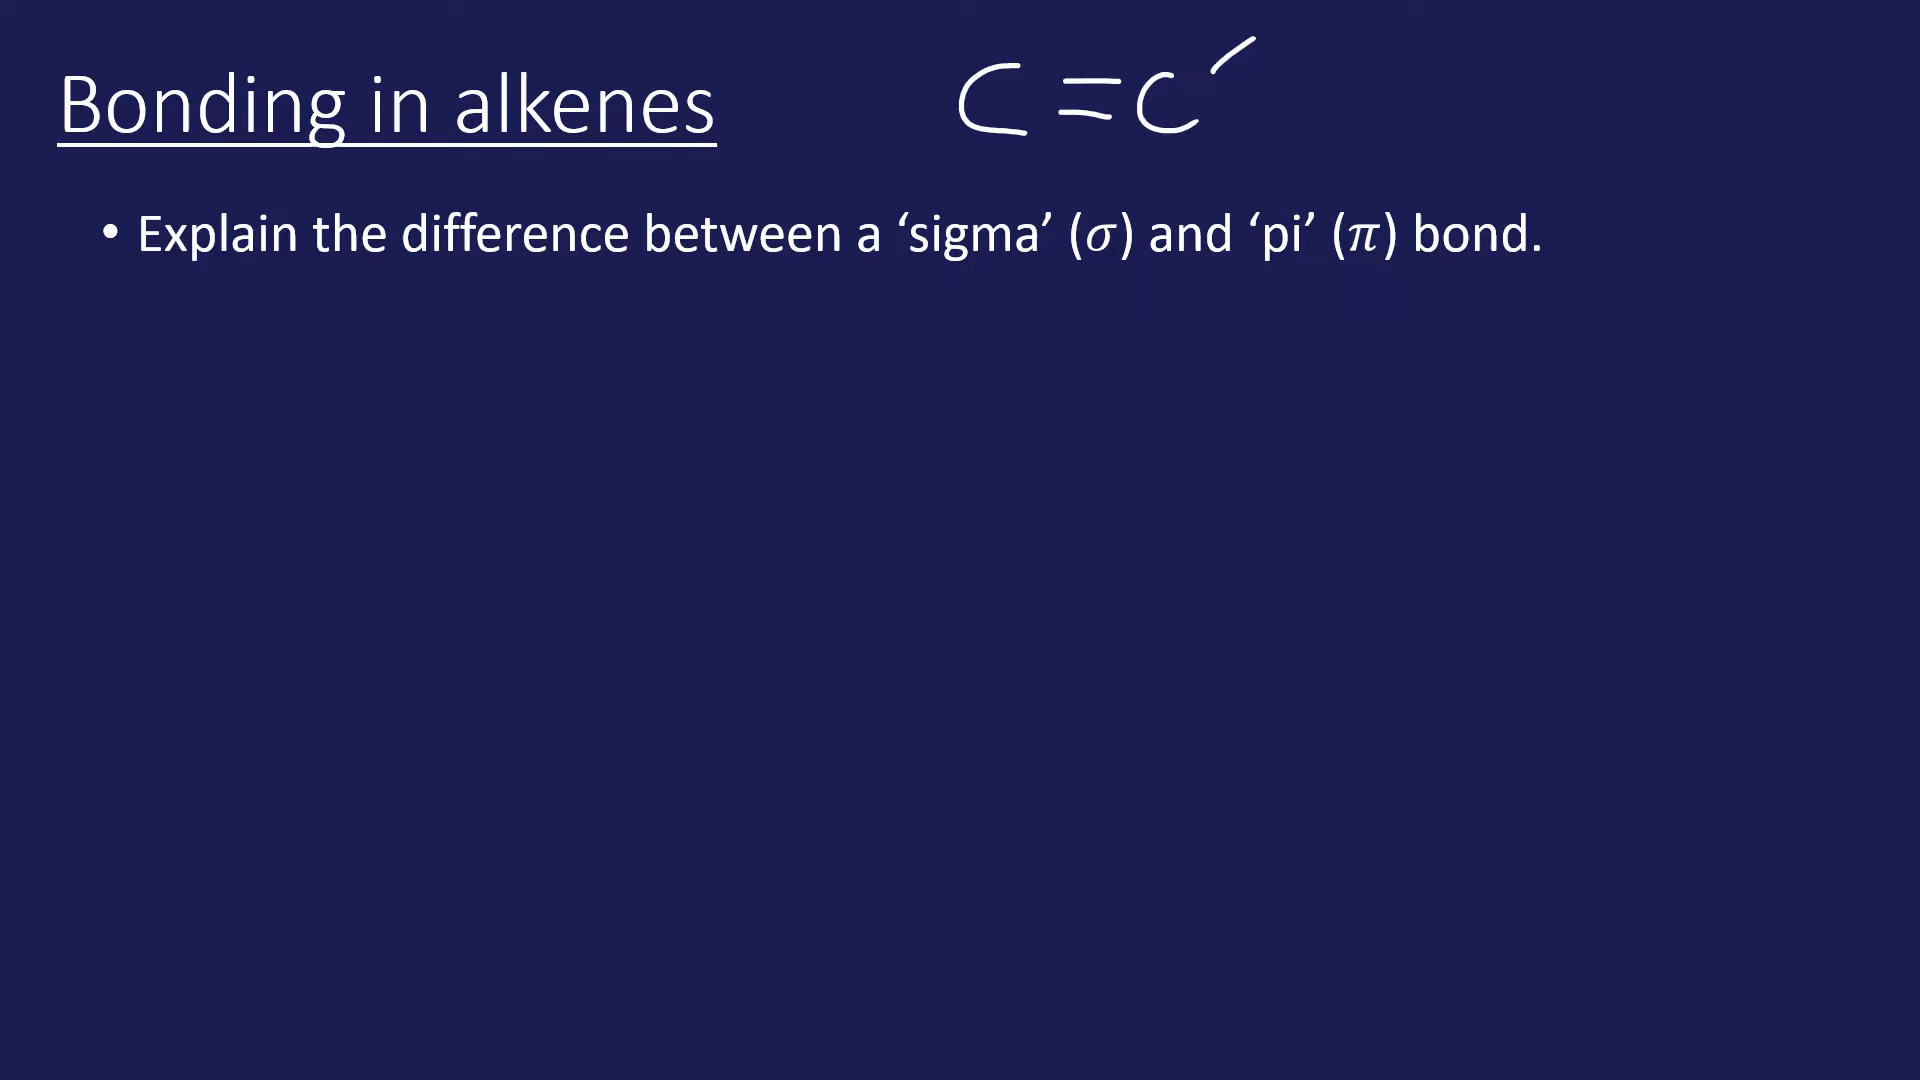 Bonding in alkenes
C=C
• Explain the difference between a ‘sigma’ (σ) and ‘pi’ (π) bond.